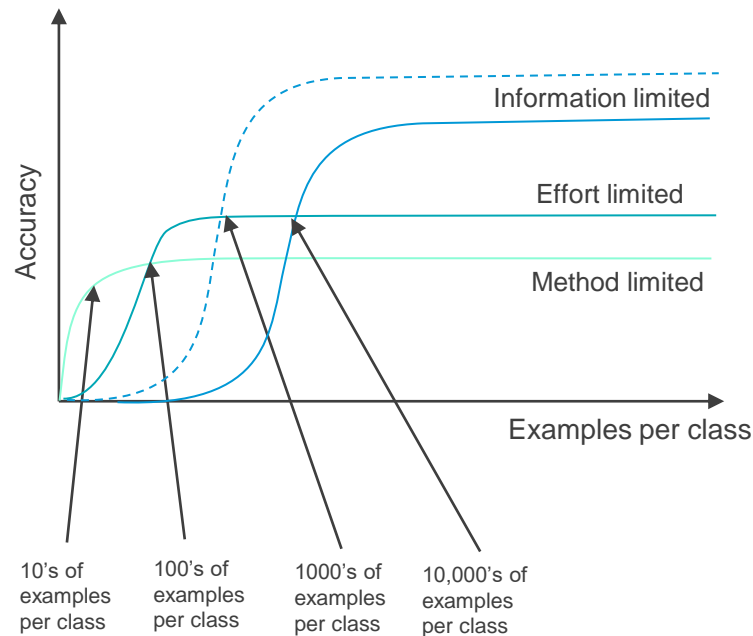 Information limited
Effort limited
Method limited
Accuracy
Examples per class
10's of
examples
per class
100's of
examples
per class
1000's of
examples
per class
10,000's of
examples
per class